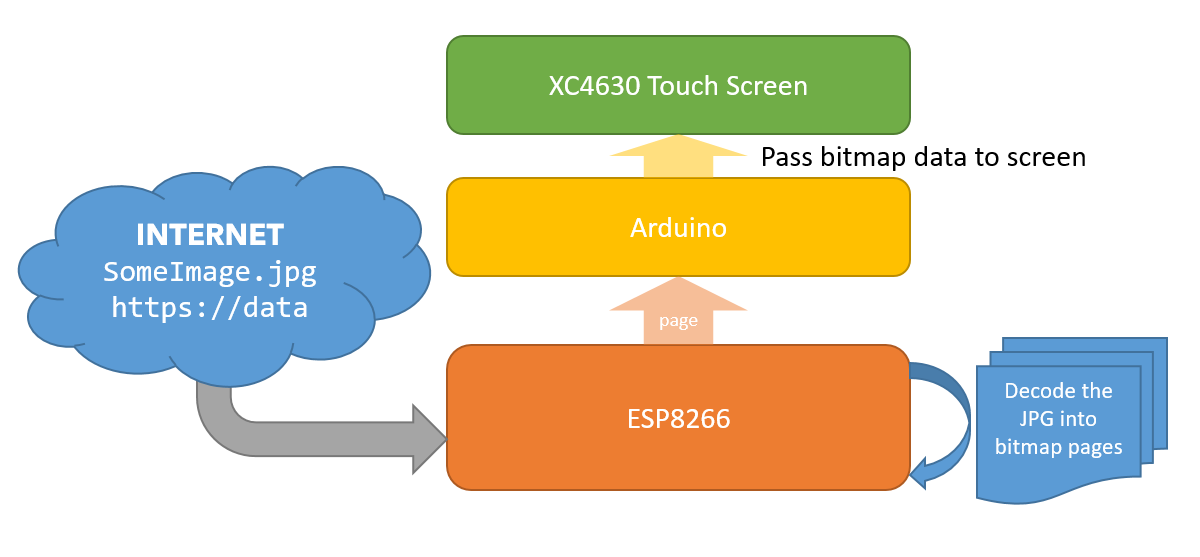 XC4630 Touch Screen
Pass bitmap data to screen
Arduino
INTERNET
SomeImage.jpg
https://data
page
ESP8266
Decode the
JPG into
bitmap pages